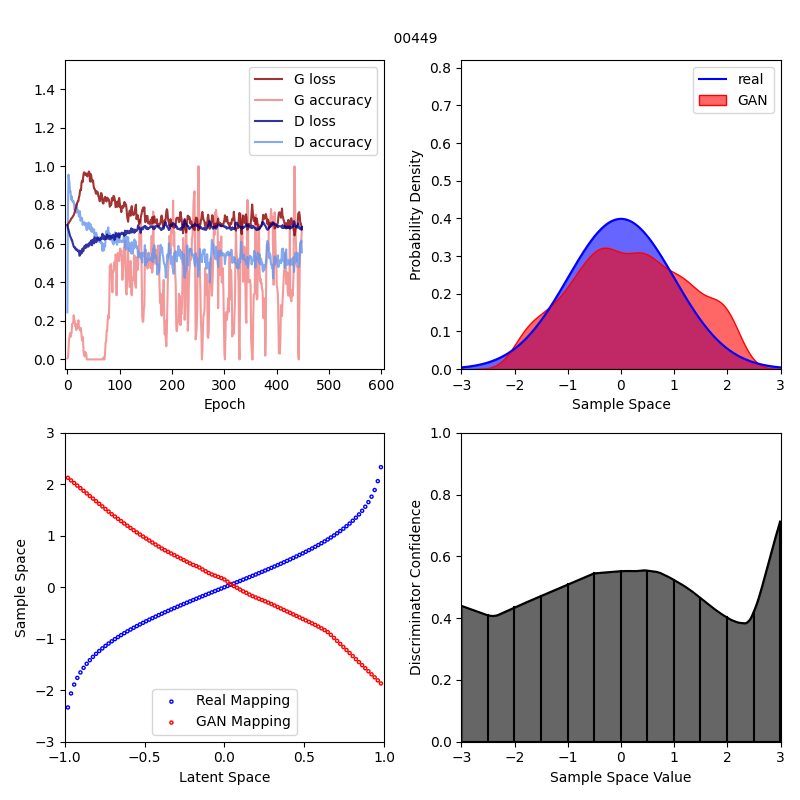 00449
G loss
G accuracy
D loss
D accuracy
1.4
1.2
1.0
0.8
0.6
0.4
0.2
0.0
0 100 200 300 400 500 600
Epoch
real
GAN
0.8
0.7
0.6
0.5
0.4
0.3
0.2
0.1
0.0
Probability Density
−3 −2 −1 0 1 2 3
Sample Space
3
2
1
0
−1
−2
−3
Sample Space
Real Mapping
GAN Mapping
−1.0 −0.5 0.0 0.5 1.0
Latent Space
1.0
0.8
0.6
0.4
0.2
0.0
Discriminator Confidence
−3 −2 −1 0 1 2 3
Sample Space Value